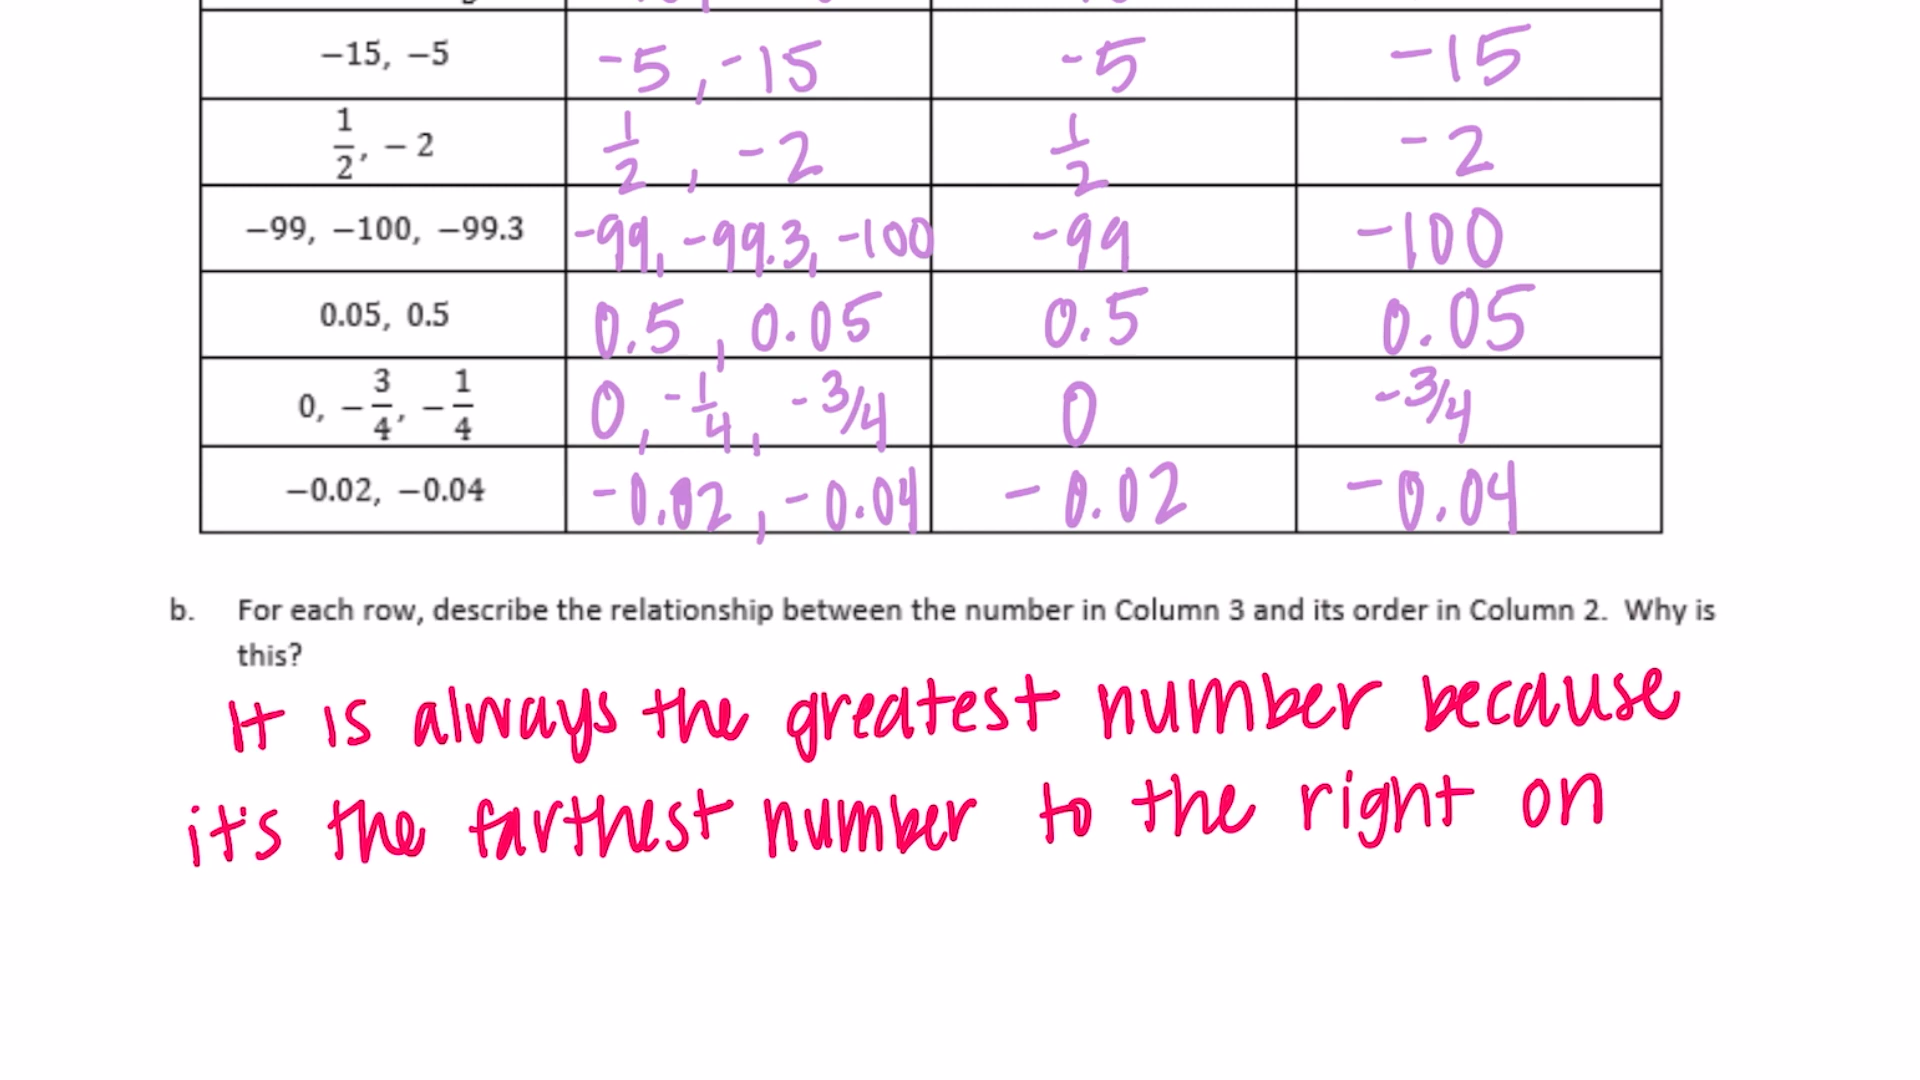 −15, −5 -5, -15 -5 -15
1/2, − 2 1/2, -2 1/2 -2
−99, −100, −99.3 -99, -99.3, -100 -99 -100
0.05, 0.5 0.5, 0.05 0.5 0.05
0, −3/4, −1/4 0, -1/4, -3/4 0 -3/4
−0.02, −0.04 -0.02, -0.04 -0.02 -0.04
b. For each row, describe the relationship between the number in Column 3 and its order in Column 2. Why is
this?
It is always the greatest number because
it's the farthest number to the right on